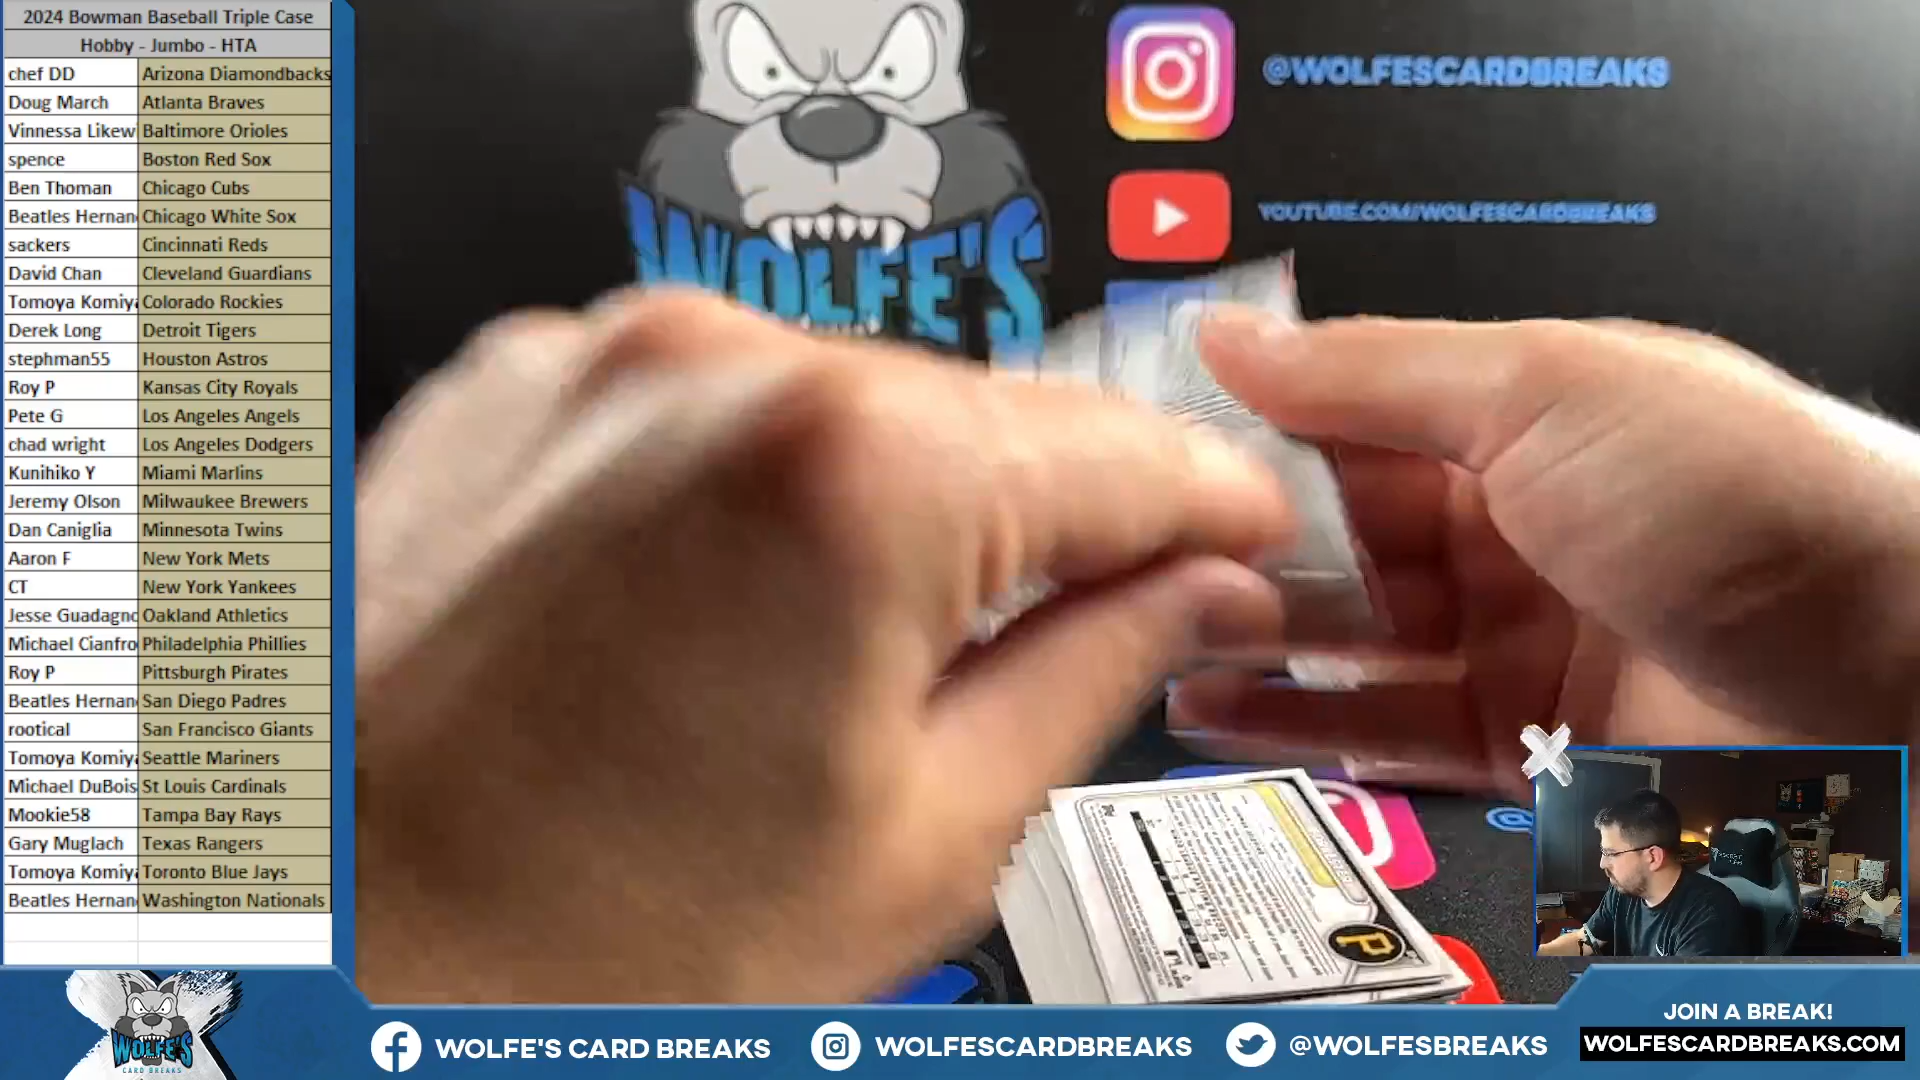 2024 Bowman Baseball Triple Case
Hobby - Jumbo - HTA
chef DD Arizona Diamondbacks
Doug March Atlanta Braves
Vinnessa Likew Baltimore Orioles
spence Boston Red Sox
Ben Thoman Chicago Cubs
Beatles Hernan Chicago White Sox
sackers Cincinnati Reds
David Chan Cleveland Guardians
Tomoya Komiya Colorado Rockies
Derek Long Detroit Tigers
stephman55 Houston Astros
Roy P Kansas City Royals
Pete G Los Angeles Angels
chad wright Los Angeles Dodgers
Kunihiko Y Miami Marlins
Jeremy Olson Milwaukee Brewers
Dan Caniglia Minnesota Twins
Aaron F New York Mets
CT New York Yankees
Jesse Guadagno Oakland Athletics
Michael Cianfro Philadelphia Phillies
Roy P Pittsburgh Pirates
Beatles Hernan San Diego Padres
rootical San Francisco Giants
Tomoya Komiya Seattle Mariners
Michael DuBois St Louis Cardinals
Mookie58 Tampa Bay Rays
Gary Muglach Texas Rangers
Tomoya Komiya Toronto Blue Jays
Beatles Hernan Washington Nationals
@WOLFESCARDBREAKS
YOUTUBE.COM/WOLFESCARDBREAKS
WOLFE'S
P
@
WOLFE'S
CARD BREAKS
WOLFE'S CARD BREAKS
WOLFESCARDBREAKS
@WOLFESBREAKS
JOIN A BREAK!
WOLFESCARDBREAKS.COM